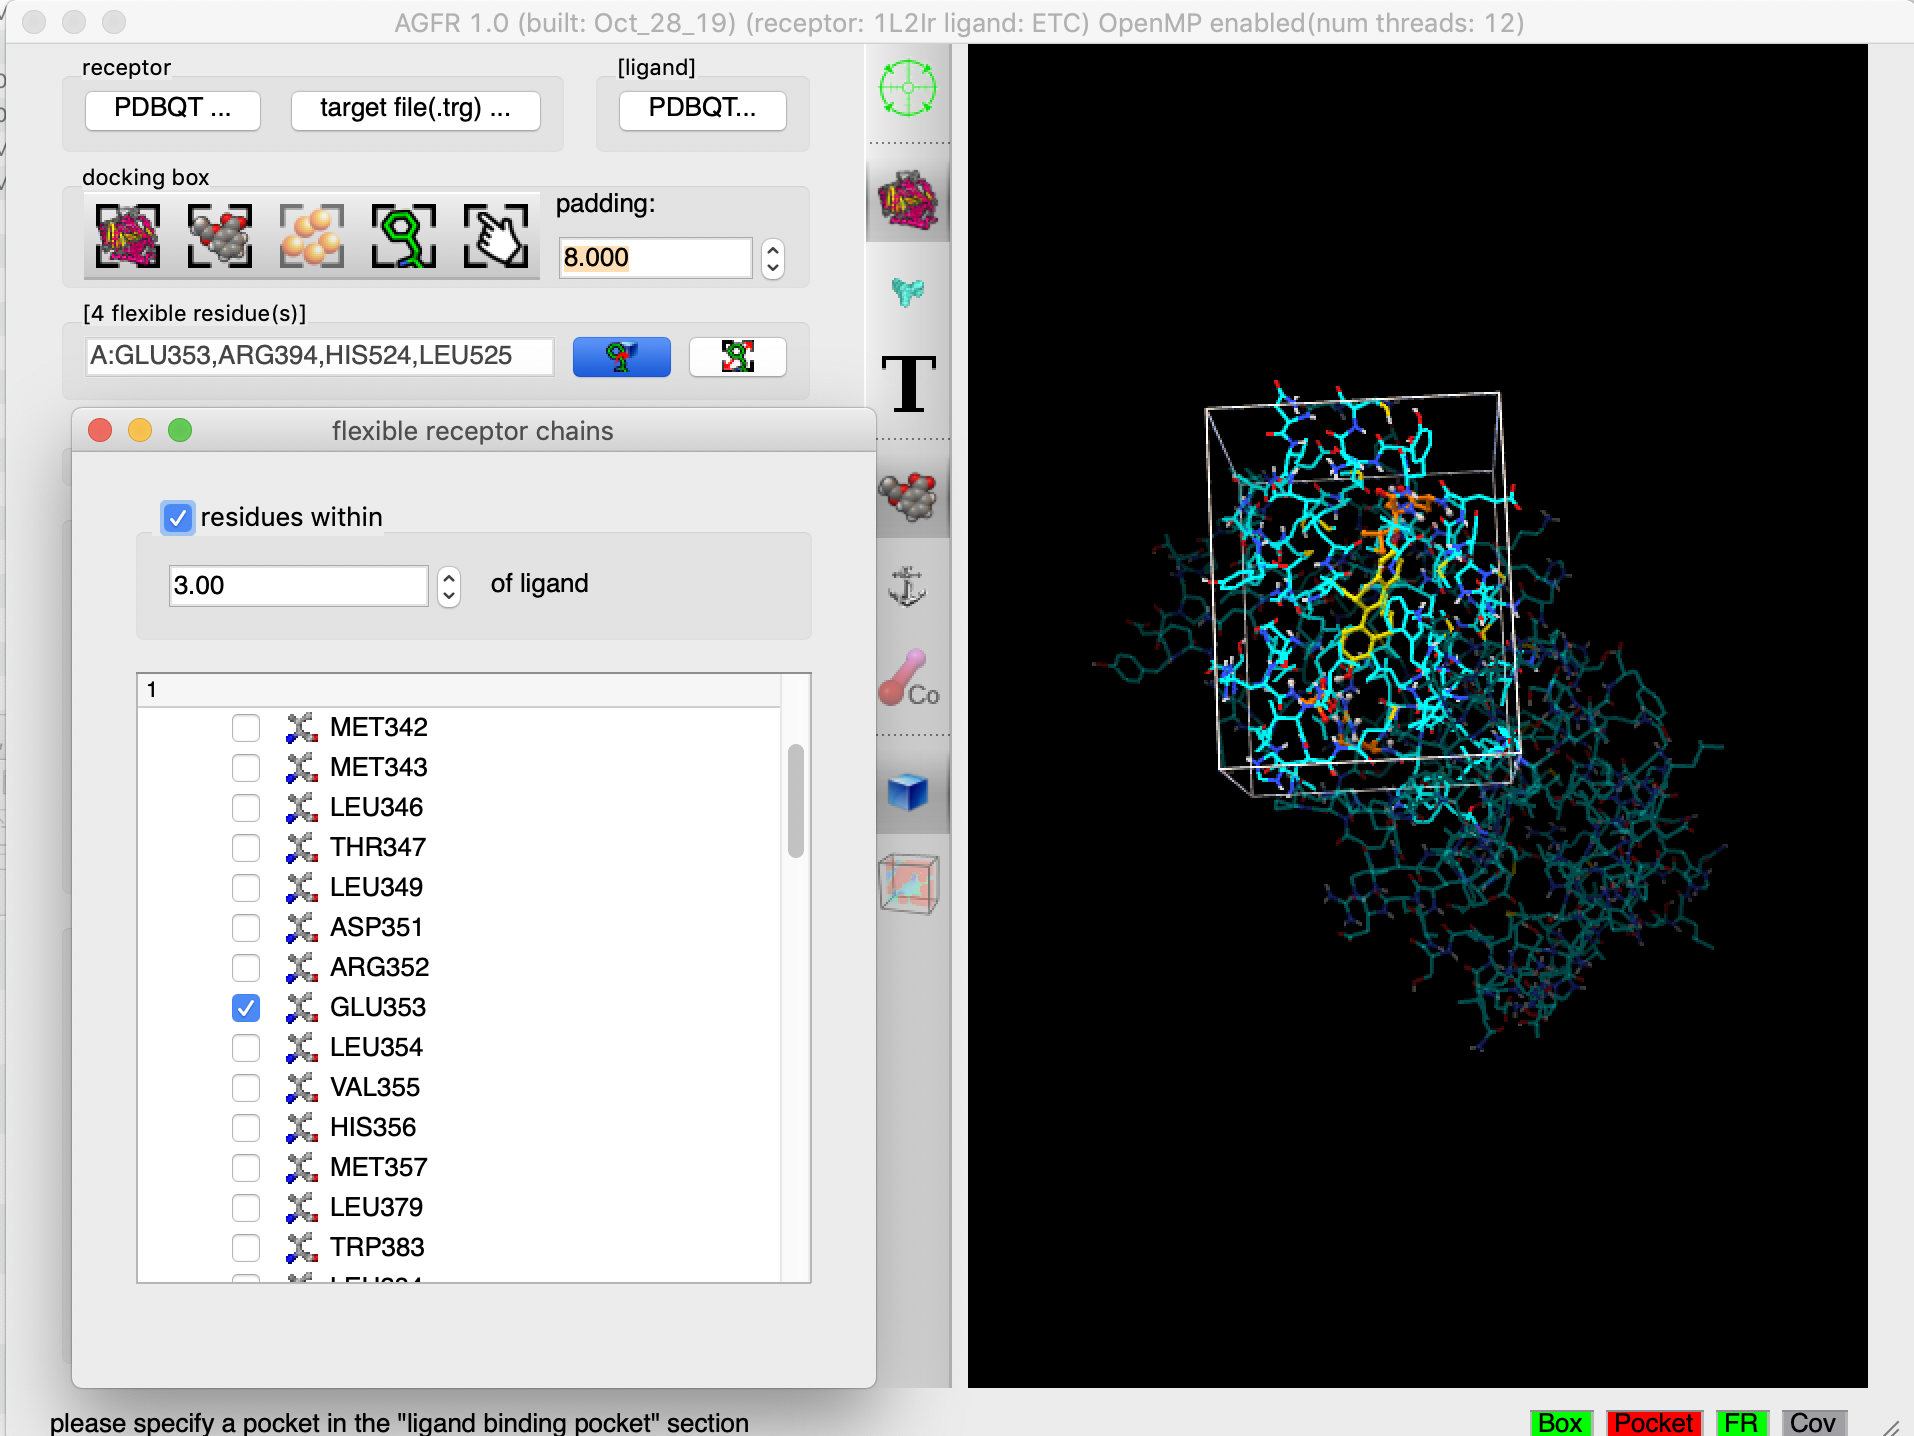 AGFR 1.0 (built: Oct_28_19) (receptor: 1L2Ir ligand: ETC) OpenMP enabled(num threads: 12)
receptor
[ligand]
PDBQT ...
target file(.trg) ...
PDBQT...
docking box
padding:
8.000
[4 flexible residue(s)]
A:GLU353,ARG394,HIS524,LEU525
T
flexible receptor chains
residues within
3.00
of ligand
Co
1
MET342
MET343
LEU346
THR347
LEU349
ASP351
ARG352
GLU353
LEU354
VAL355
HIS356
MET357
LEU379
TRP383
please specify a pocket in the "ligand binding pocket" section
Box
Pocket
FR
Cov